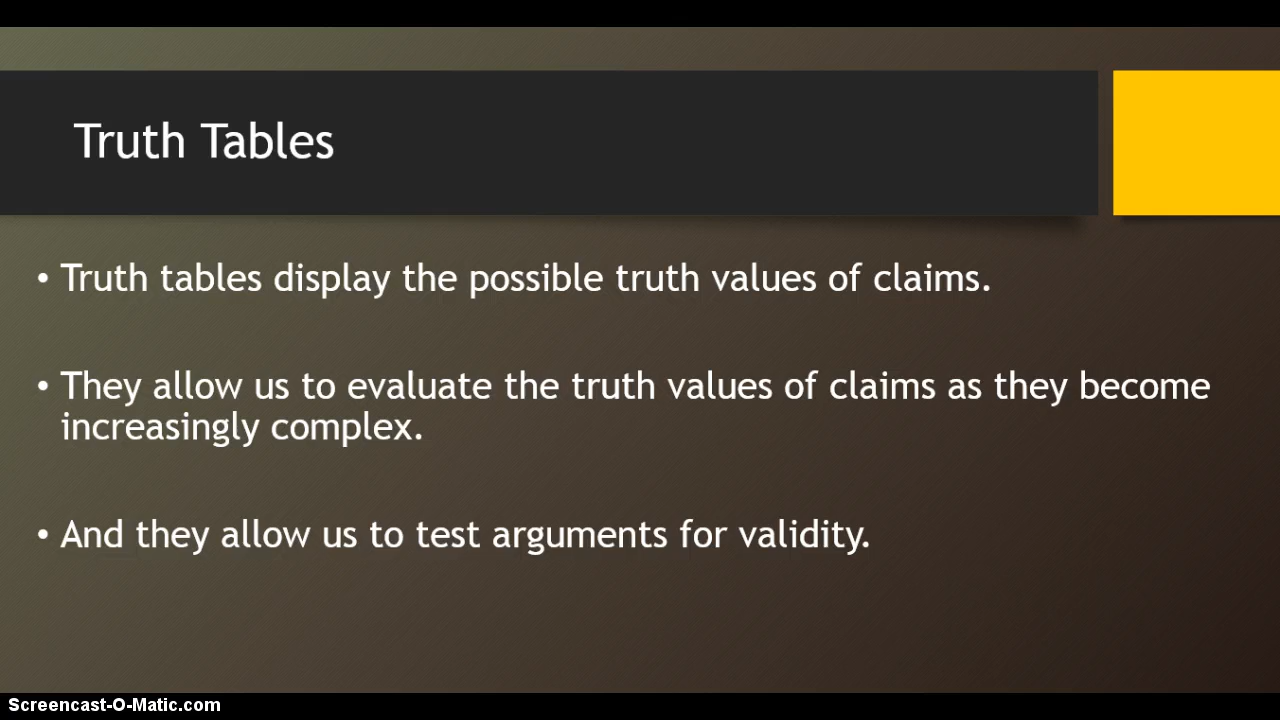 Truth Tables
• Truth tables display the possible truth values of claims.
• They allow us to evaluate the truth values of claims as they become
increasingly complex.
• And they allow us to test arguments for validity.
Screencast-O-Matic.com